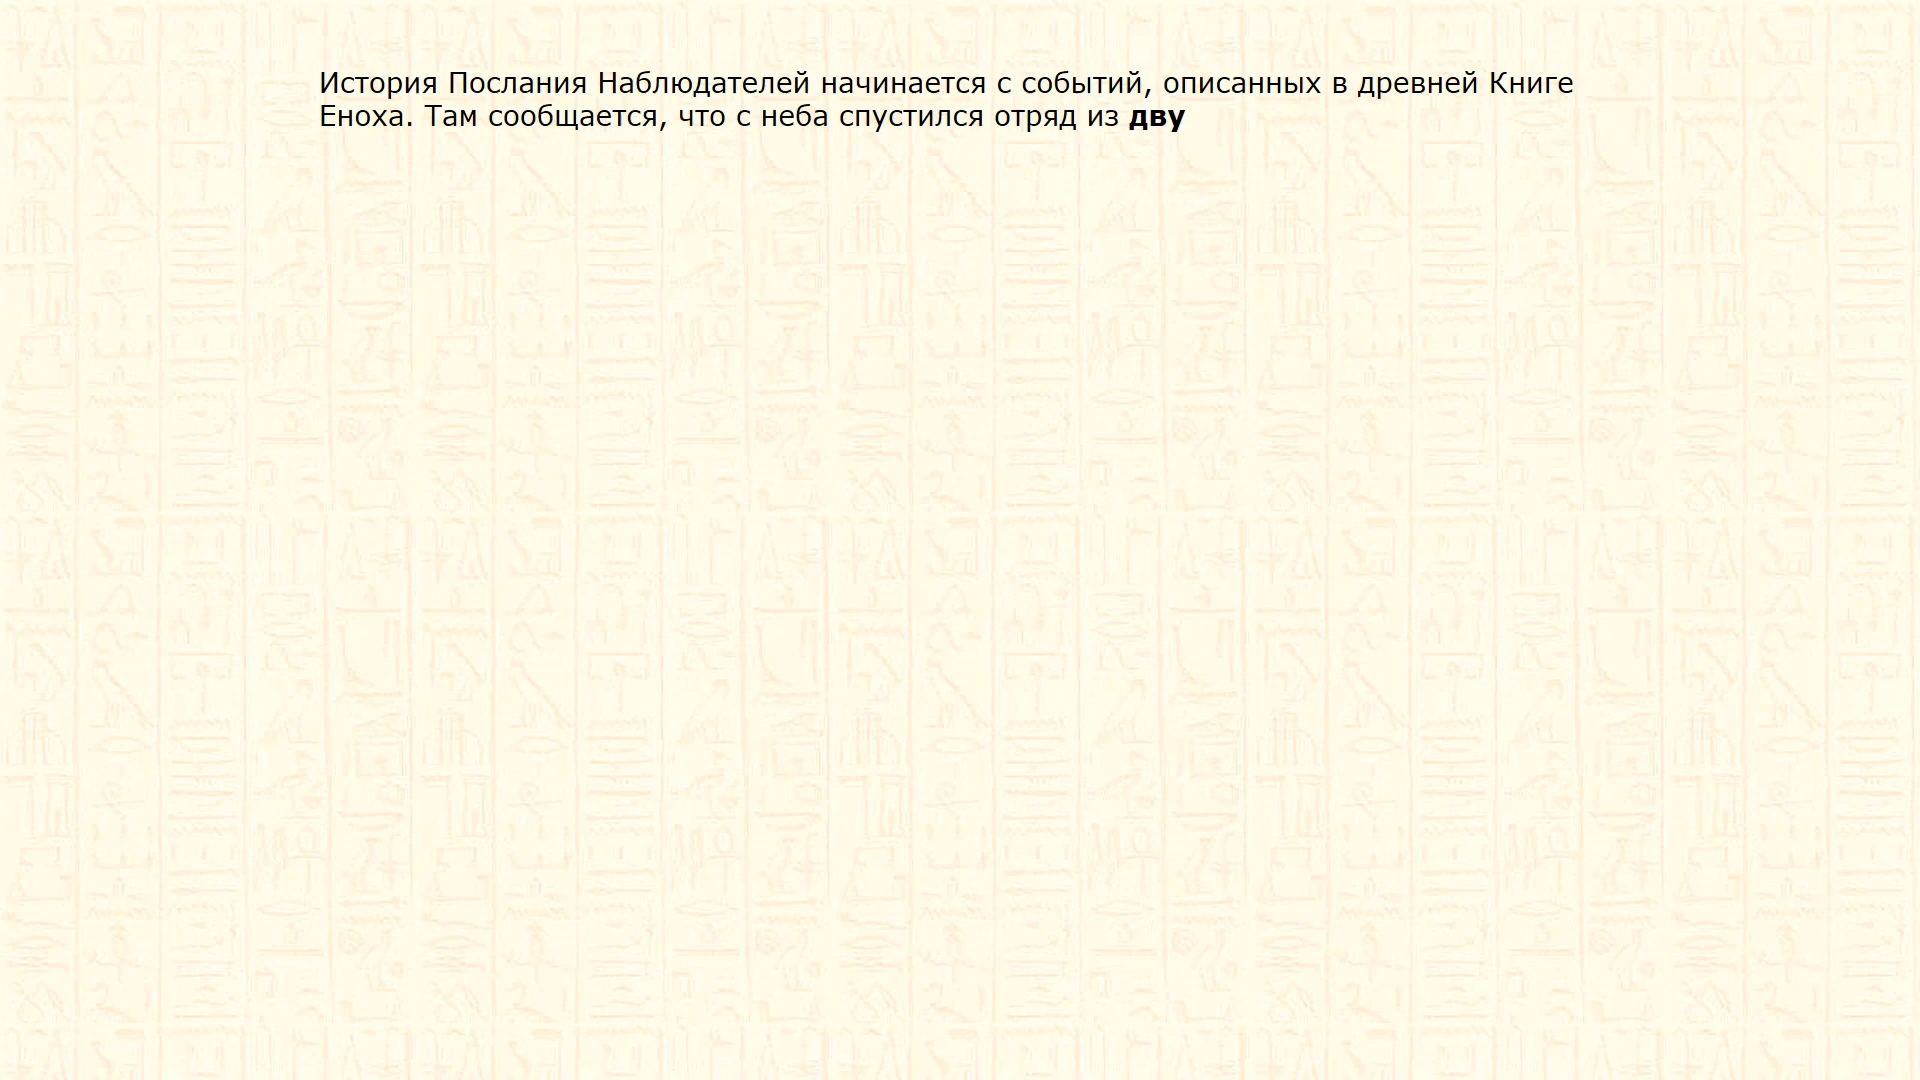 История Послания Наблюдателей начинается с событий, описанных в древней Книге
Еноха. Там сообщается, что с неба спустился отряд из дву